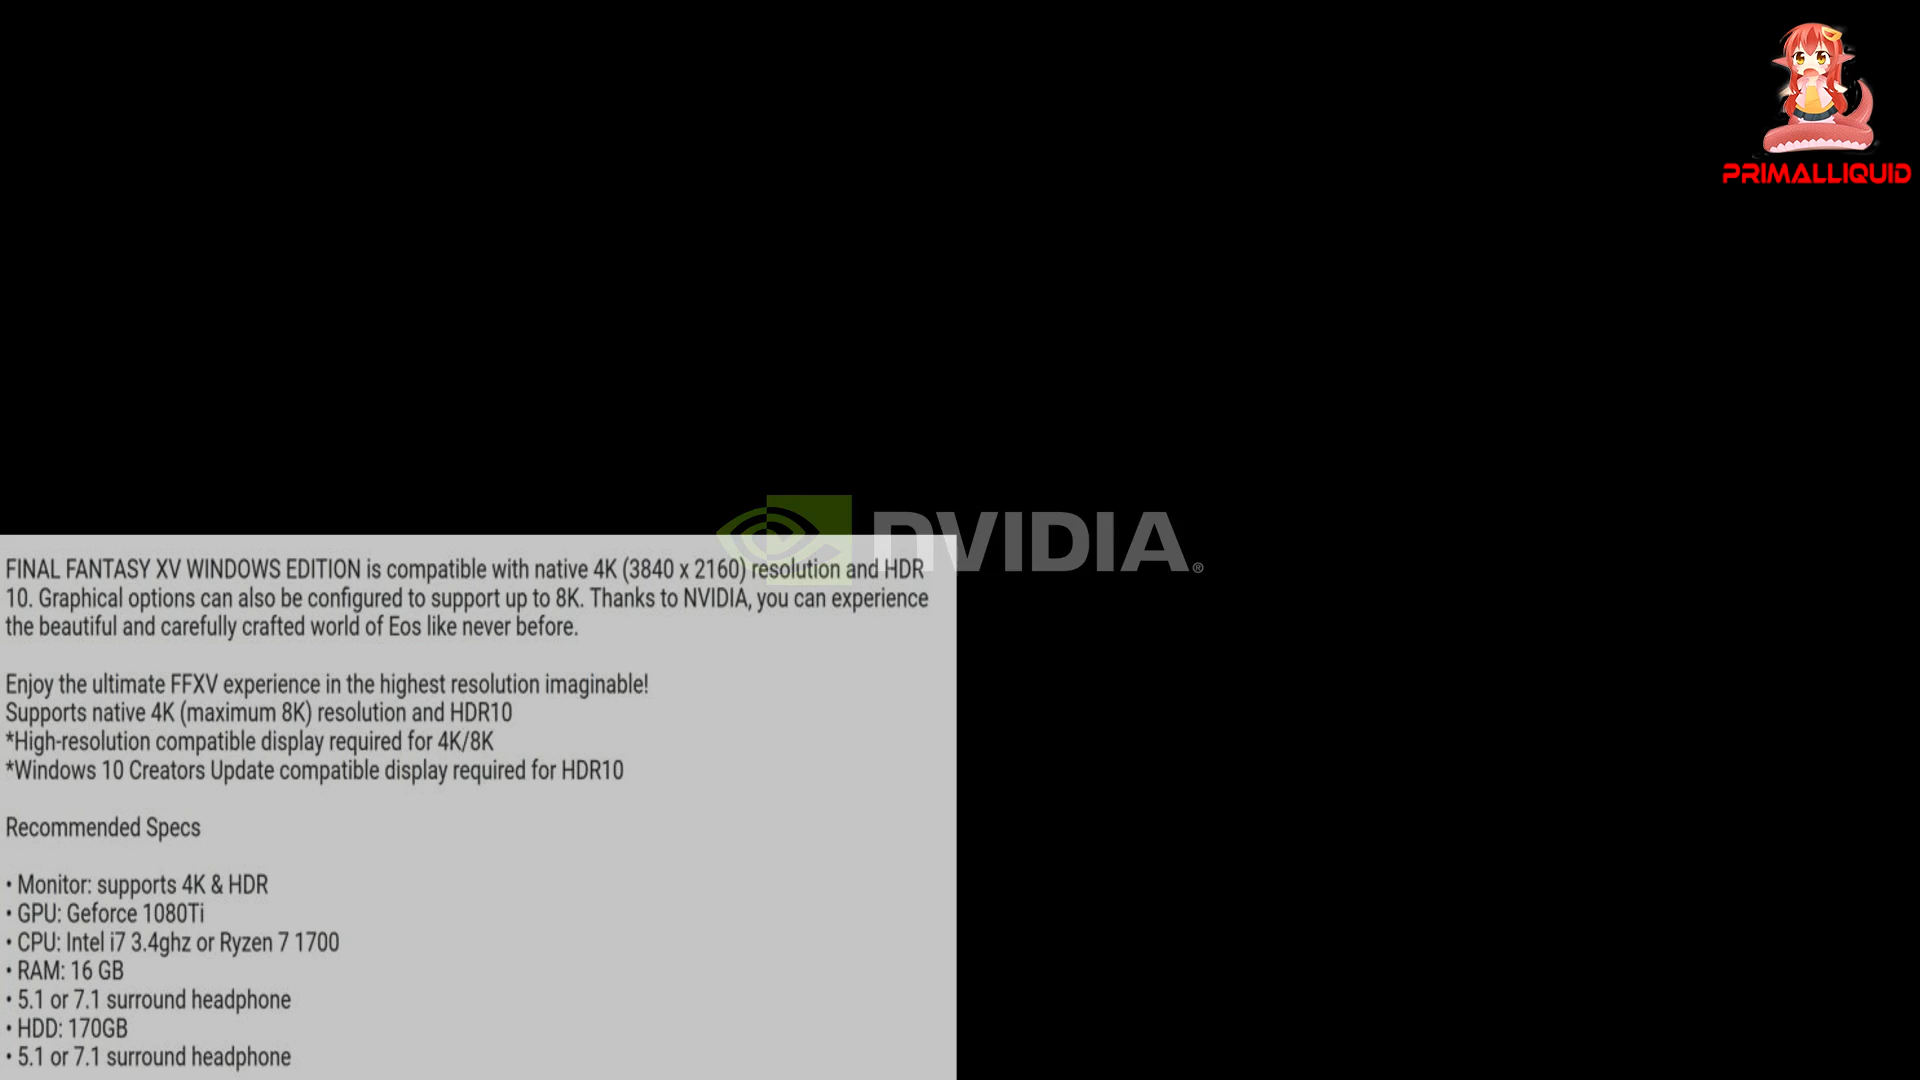 PRIMALLIQUID
NVIDIA®
FINAL FANTASY XV WINDOWS EDITION is compatible with native 4K (3840 x 2160) resolution and HDR
10. Graphical options can also be configured to support up to 8K. Thanks to NVIDIA, you can experience
the beautiful and carefully crafted world of Eos like never before.
Enjoy the ultimate FFXV experience in the highest resolution imaginable!
Supports native 4K (maximum 8K) resolution and HDR10
*High-resolution compatible display required for 4K/8K
*Windows 10 Creators Update compatible display required for HDR10
Recommended Specs
• Monitor: supports 4K & HDR
• GPU: Geforce 1080Ti
• CPU: Intel i7 3.4ghz or Ryzen 7 1700
• RAM: 16 GB
• 5.1 or 7.1 surround headphone
• HDD: 170GB
• 5.1 or 7.1 surround headphone